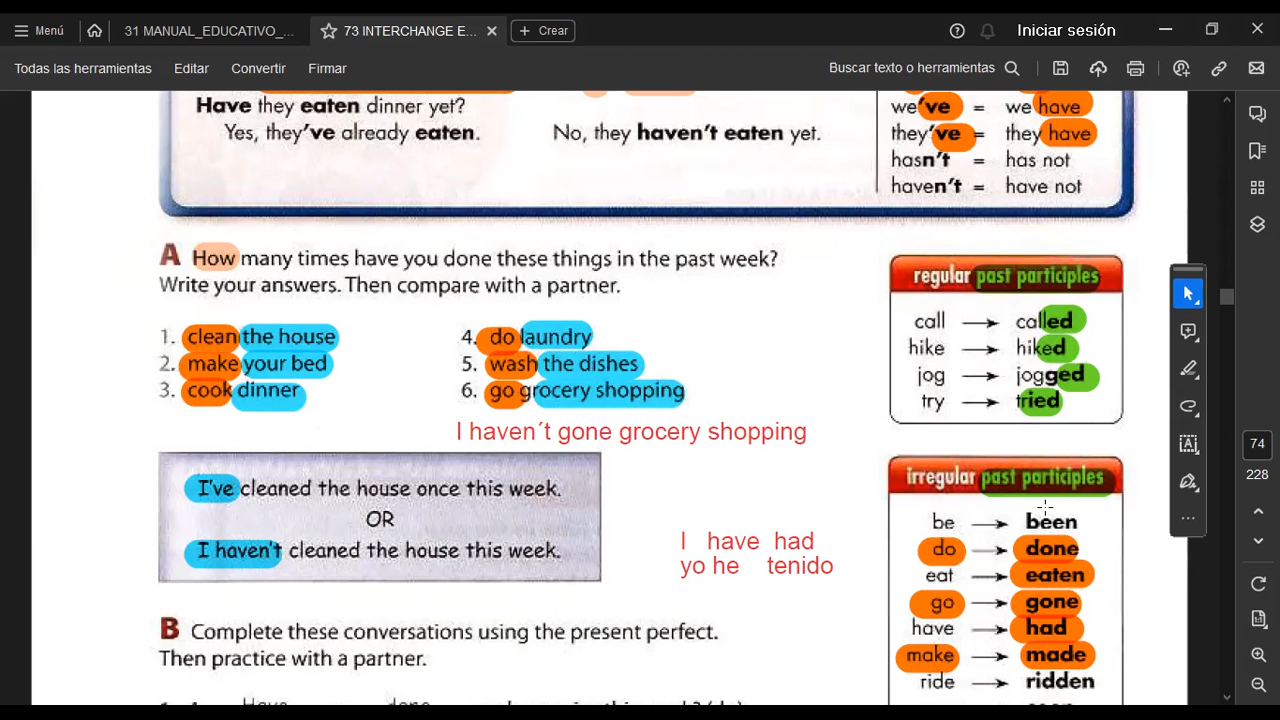 Menú
31 MANUAL_EDUCATIVO_...
73 INTERCHANGE E...
+ Crear
Iniciar sesión
Todas las herramientas
Editar
Convertir
Firmar
Buscar texto o herramientas
Have they eaten dinner yet?
Yes, they've already eaten.
No, they haven't eaten yet.
we've = we have
they've = they have
hasn't = has not
haven't = have not
A How many times have you done these things in the past week?
Write your answers. Then compare with a partner.
1. clean the house
2. make your bed
3. cook dinner
4. do laundry
5. wash the dishes
6. go grocery shopping
I haven´t gone grocery shopping
I've cleaned the house once this week.
OR
I haven't cleaned the house this week.
I have had
yo he tenido
B Complete these conversations using the present perfect.
Then practice with a partner.
regular past participles
call → called
hike → hiked
jog → jogged
try → tried
irregular past participles
be → been
do → done
eat → eaten
go → gone
have → had
make → made
ride → ridden
74
228